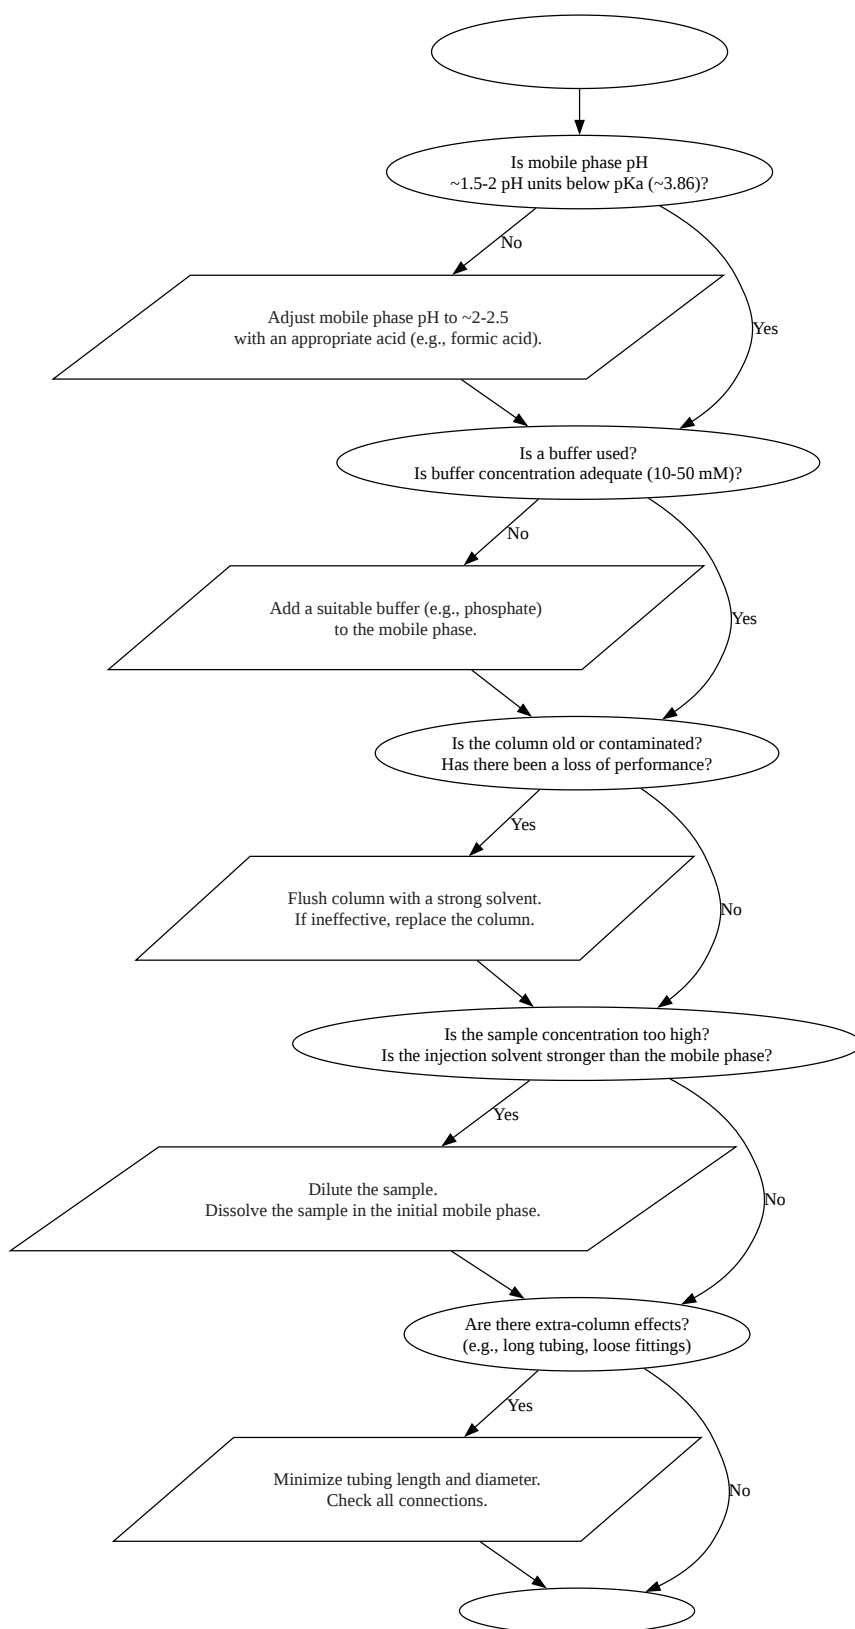 Is mobile phase pH
~1.5-2 pH units below pKa (~3.86)?
No
Adjust mobile phase pH to ~2-2.5
with an appropriate acid (e.g., formic acid).
Yes
Is a buffer used?
Is buffer concentration adequate (10-50 mM)?
No
Add a suitable buffer (e.g., phosphate)
to the mobile phase.
Yes
Is the column old or contaminated?
Has there been a loss of performance?
Yes
Flush column with a strong solvent.
If ineffective, replace the column.
No
Is the sample concentration too high?
Is the injection solvent stronger than the mobile phase?
Yes
Dilute the sample.
Dissolve the sample in the initial mobile phase.
No
Are there extra-column effects?
(e.g., long tubing, loose fittings)
Yes
Minimize tubing length and diameter.
Check all connections.
No